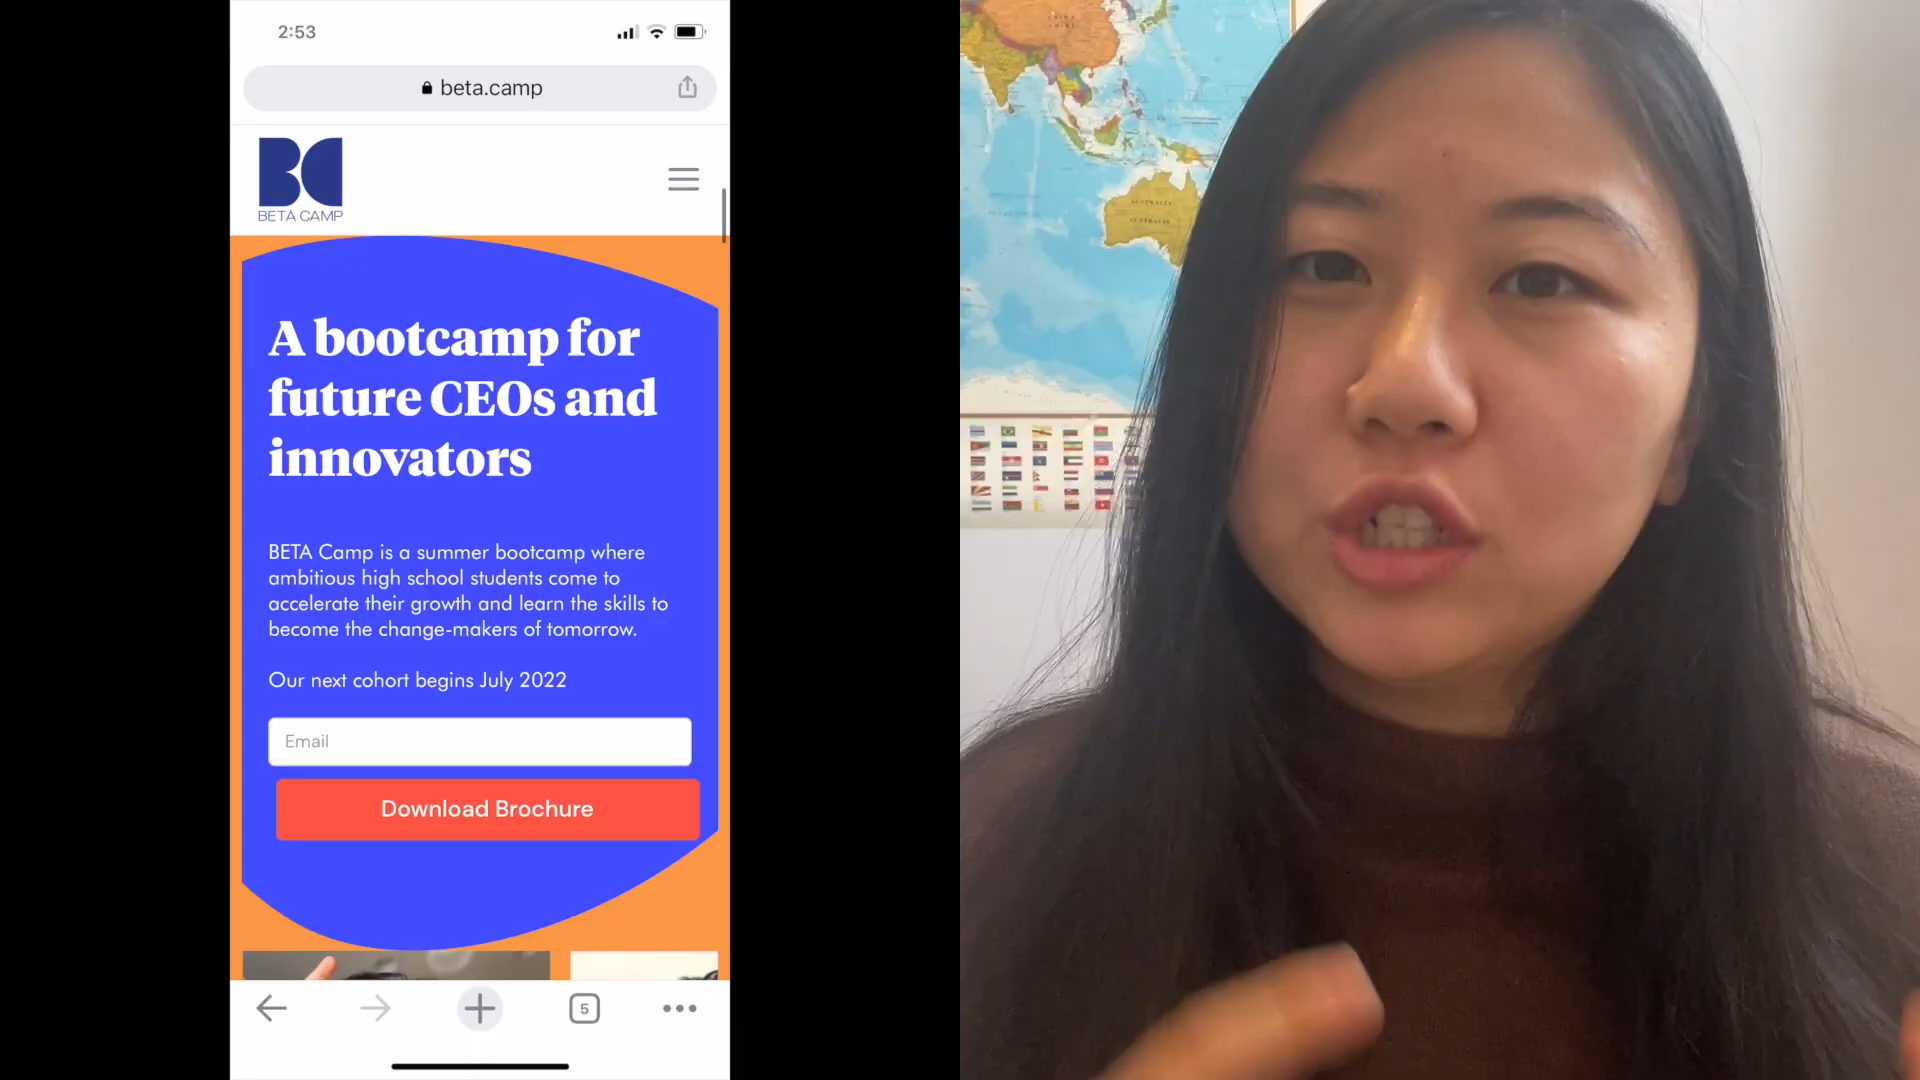 2:53
beta.camp
BETA CAMP
A bootcamp for
future CEOs and
innovators
BETA Camp is a summer bootcamp where
ambitious high school students come to
accelerate their growth and learn the skills to
become the change-makers of tomorrow.
Our next cohort begins July 2022
Email
Download Brochure
5
CHINA
AUSTRALIA